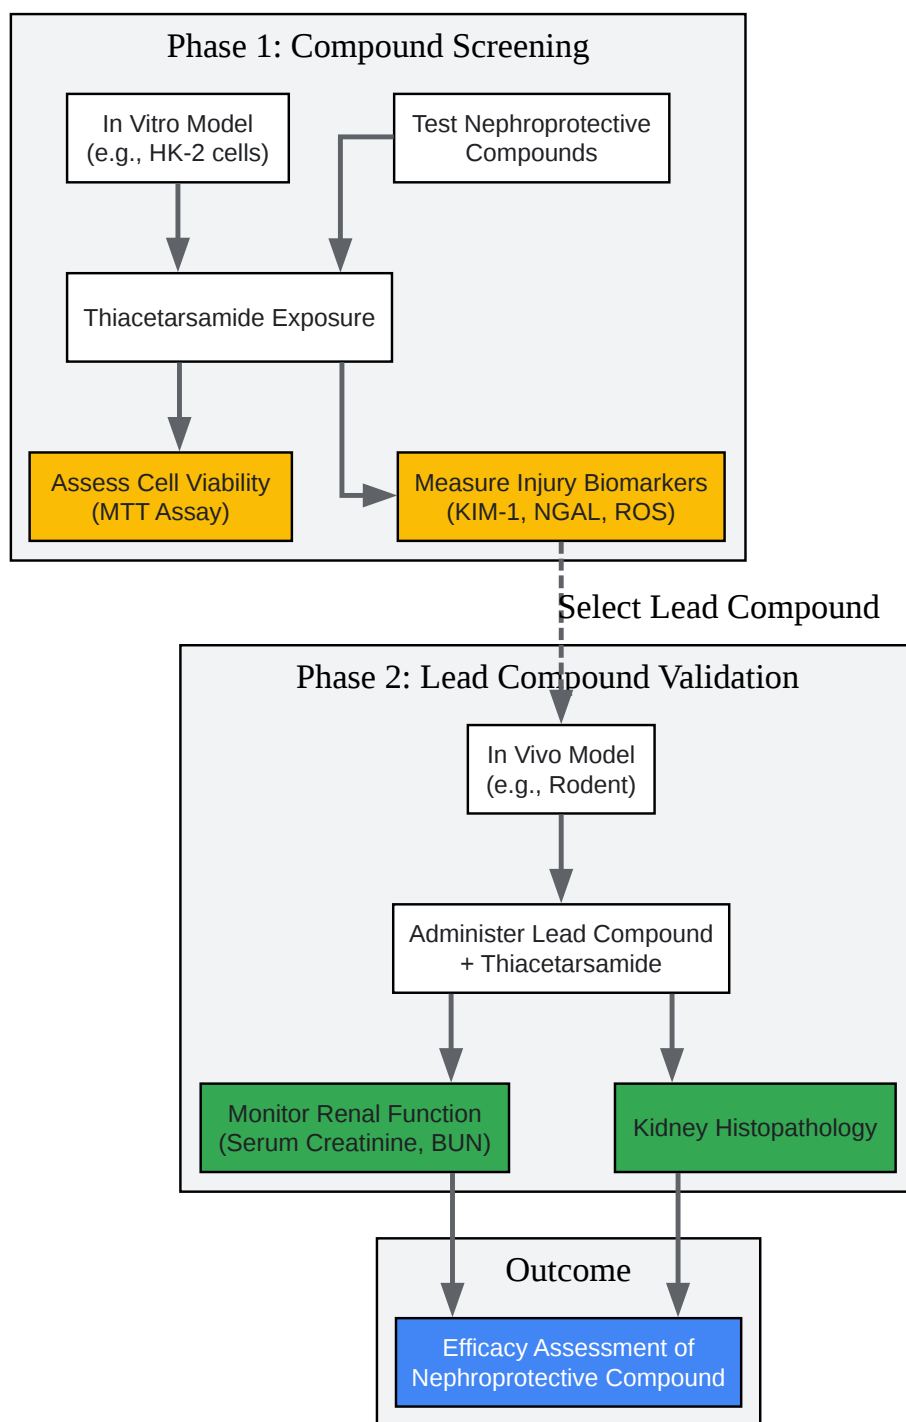 Phase 1: Compound Screening
In Vitro Model
(e.g., HK-2 cells)
Test Nephroprotective
Compounds
Thiacetarsamide Exposure
Assess Cell Viability
(MTT Assay)
Measure Injury Biomarkers
(KIM-1, NGAL, ROS)
Select Lead Compound
Phase 2: Lead Compound Validation
In Vivo Model
(e.g., Rodent)
Administer Lead Compound
+ Thiacetarsamide
Monitor Renal Function
(Serum Creatinine, BUN)
Kidney Histopathology
Outcome
Efficacy Assessment of
Nephroprotective Compound